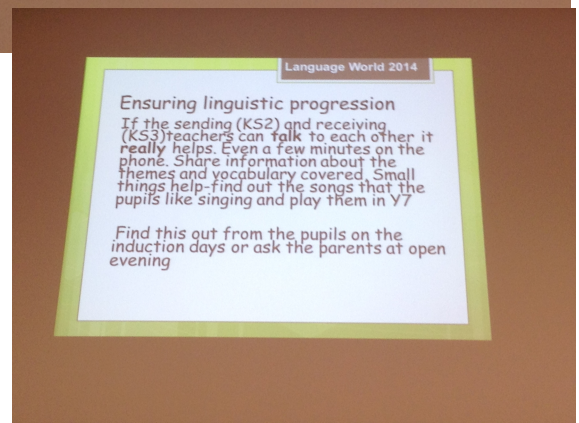 Language World 2014
Ensuring linguistic progression
If the sending (KS2) and receiving
(KS3)teachers can talk to each other it
really helps. Even a few minutes on the
phone. Share information about the
themes and vocabulary covered. Small
things help-find out the songs that the
pupils like singing and play them in Y7
Find this out from the pupils on the
induction days or ask the parents at open
evening